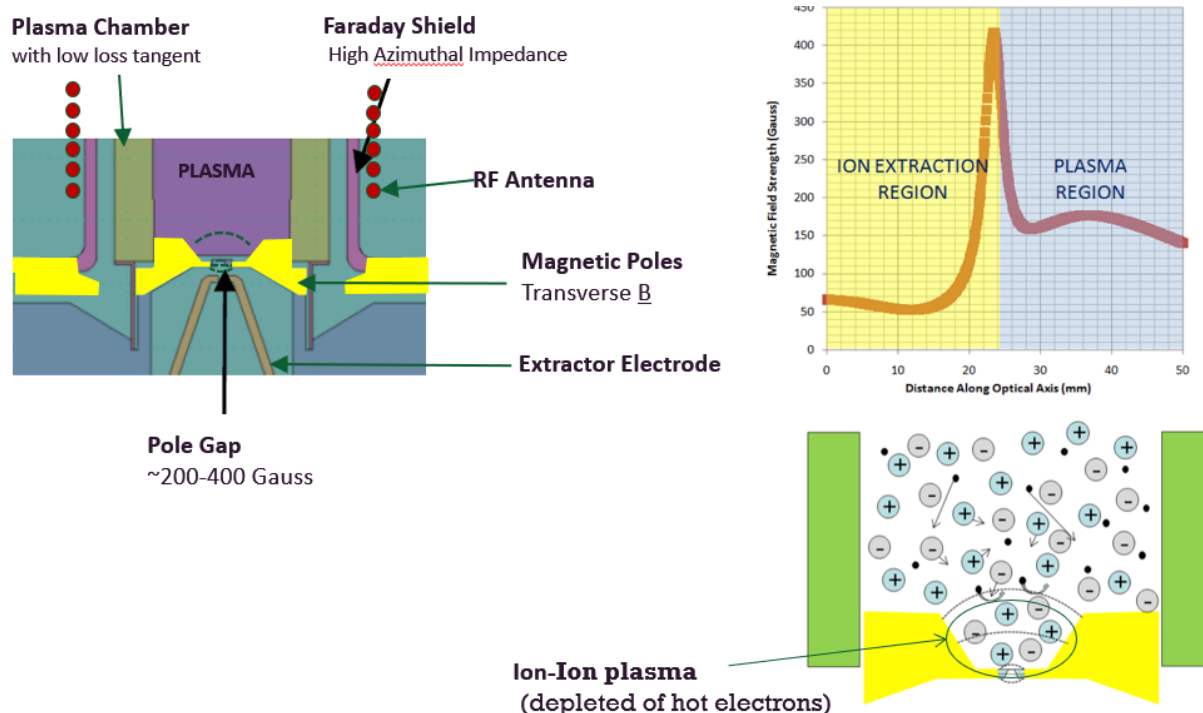 Plasma Chamber
with low loss tangent
Faraday Shield
High Azimuthal Impedance
PLASMA
RF Antenna
Magnetic Poles
Transverse B
Extractor Electrode
Pole Gap
~200-400 Gauss
Magnetic Field Strength (Gauss)
450
400
350
300
250
200
150
100
50
0
ION EXTRACTION
REGION
PLASMA
REGION
0
10
20
30
40
50
Distance Along Optical Axis (mm)
Ion-Ion plasma
(depleted of hot electrons)